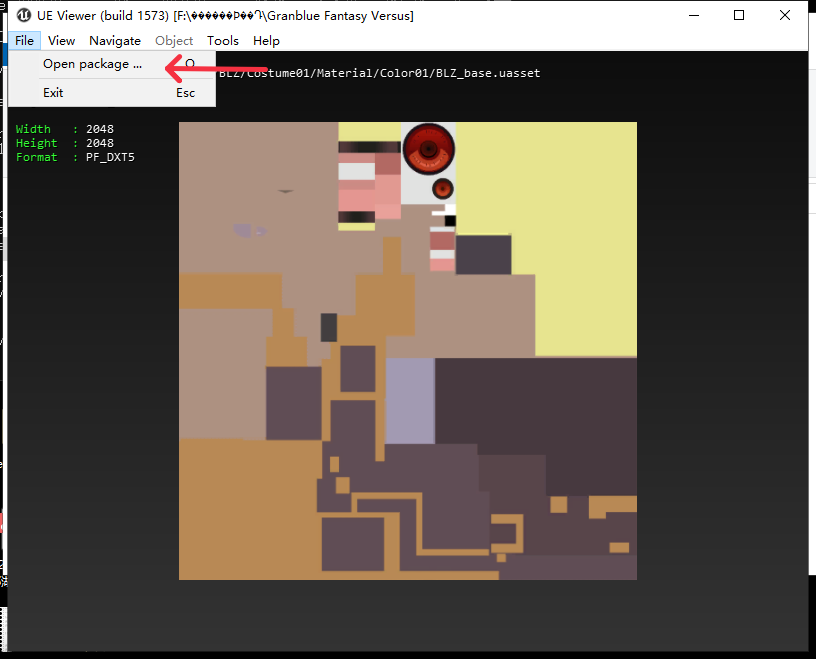 UE Viewer (build 1573) [F:\������Þ��Ԓ\Granblue Fantasy Versus]
File View Navigate Object Tools Help
Open package ... O
BLZ/Costume01/Material/Color01/BLZ_base.uasset
Exit Esc
Width : 2048
Height : 2048
Format : PF_DXT5